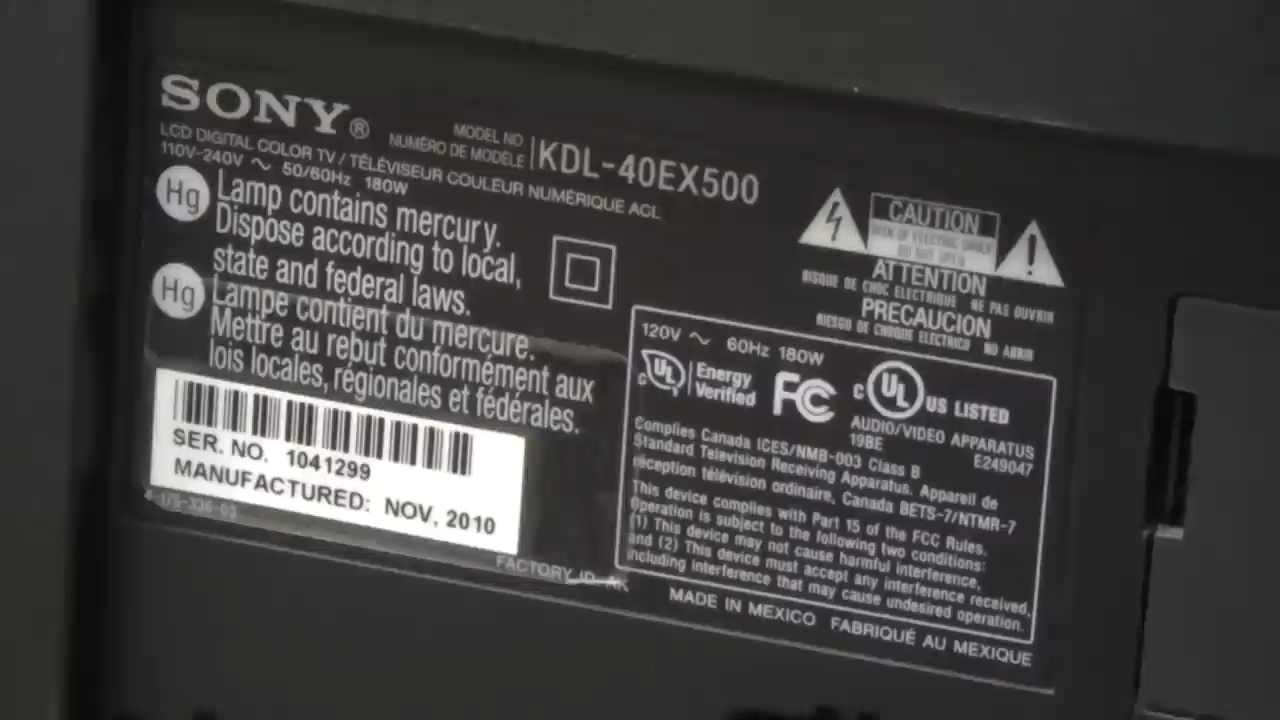 SONY®
MODEL NO
NUMÉRO DE MODÈLE
KDL-40EX500
LCD DIGITAL COLOR TV / TÉLÉVISEUR COULEUR NUMÉRIQUE ACL
110V-240V ~ 50/60Hz 180W
Hg
Lamp contains mercury.
Dispose according to local,
state and federal laws.
Hg
Lampe contient du mercure.
Mettre au rebut conformément aux
lois locales, régionales et fédérales.
SER. NO. 1041299
MANUFACTURED: NOV, 2010
FACTORY ID
CAUTION
RISK OF ELECTRIC SHOCK
DO NOT OPEN
ATTENTION
RISQUE DE CHOC ELECTRIQUE NE PAS OUVRIR
PRECAUCION
RIESGO DE CHOQUE ELECTRICO NO ABRIR
120V ~ 60Hz 180W
c UL Energy
Verified
FC
c UL US LISTED
AUDIO/VIDEO APPARATUS
19BE E249047
Complies Canada ICES/NMB-003 Class B
Standard Television Receiving Apparatus, Appareil de
réception télévision ordinaire, Canada BETS-7/NTMR-7
This device complies with Part 15 of the FCC Rules.
Operation is subject to the following two conditions:
(1) This device may not cause harmful interference,
and (2) This device must accept any interference received,
including interference that may cause undesired operation.
MADE IN MEXICO FABRIQUÉ AU MEXIQUE